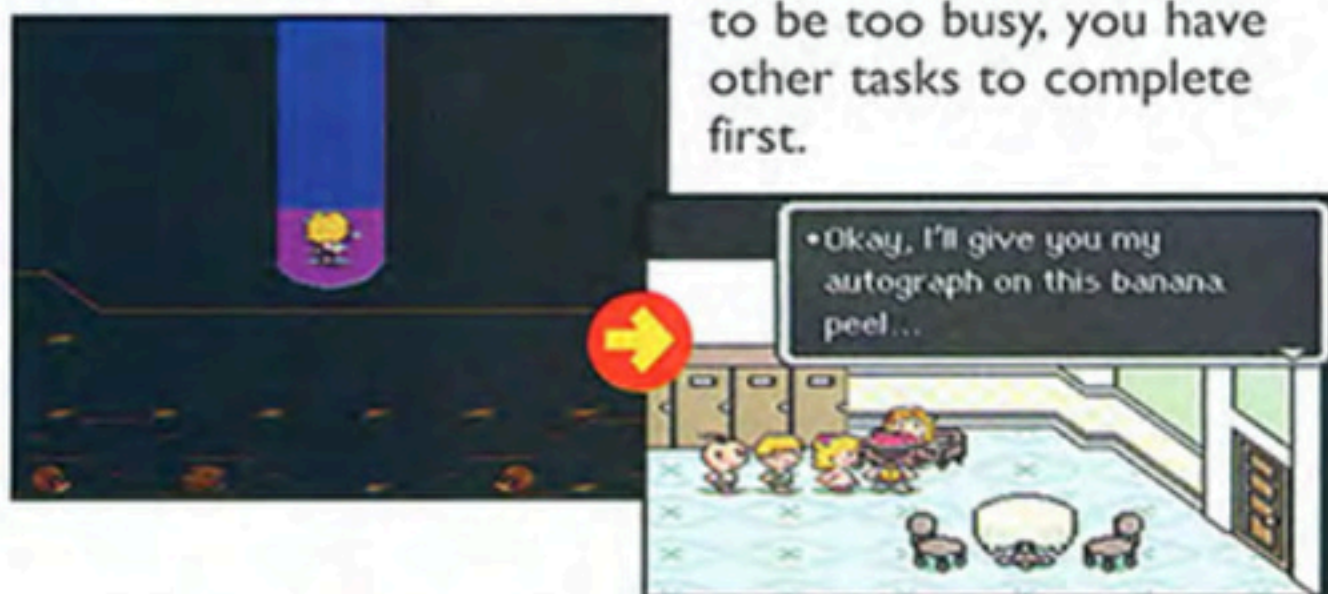 to be too busy, you have
other tasks to complete
first.
•Okay, I'll give you my
autograph on this banana
peel...